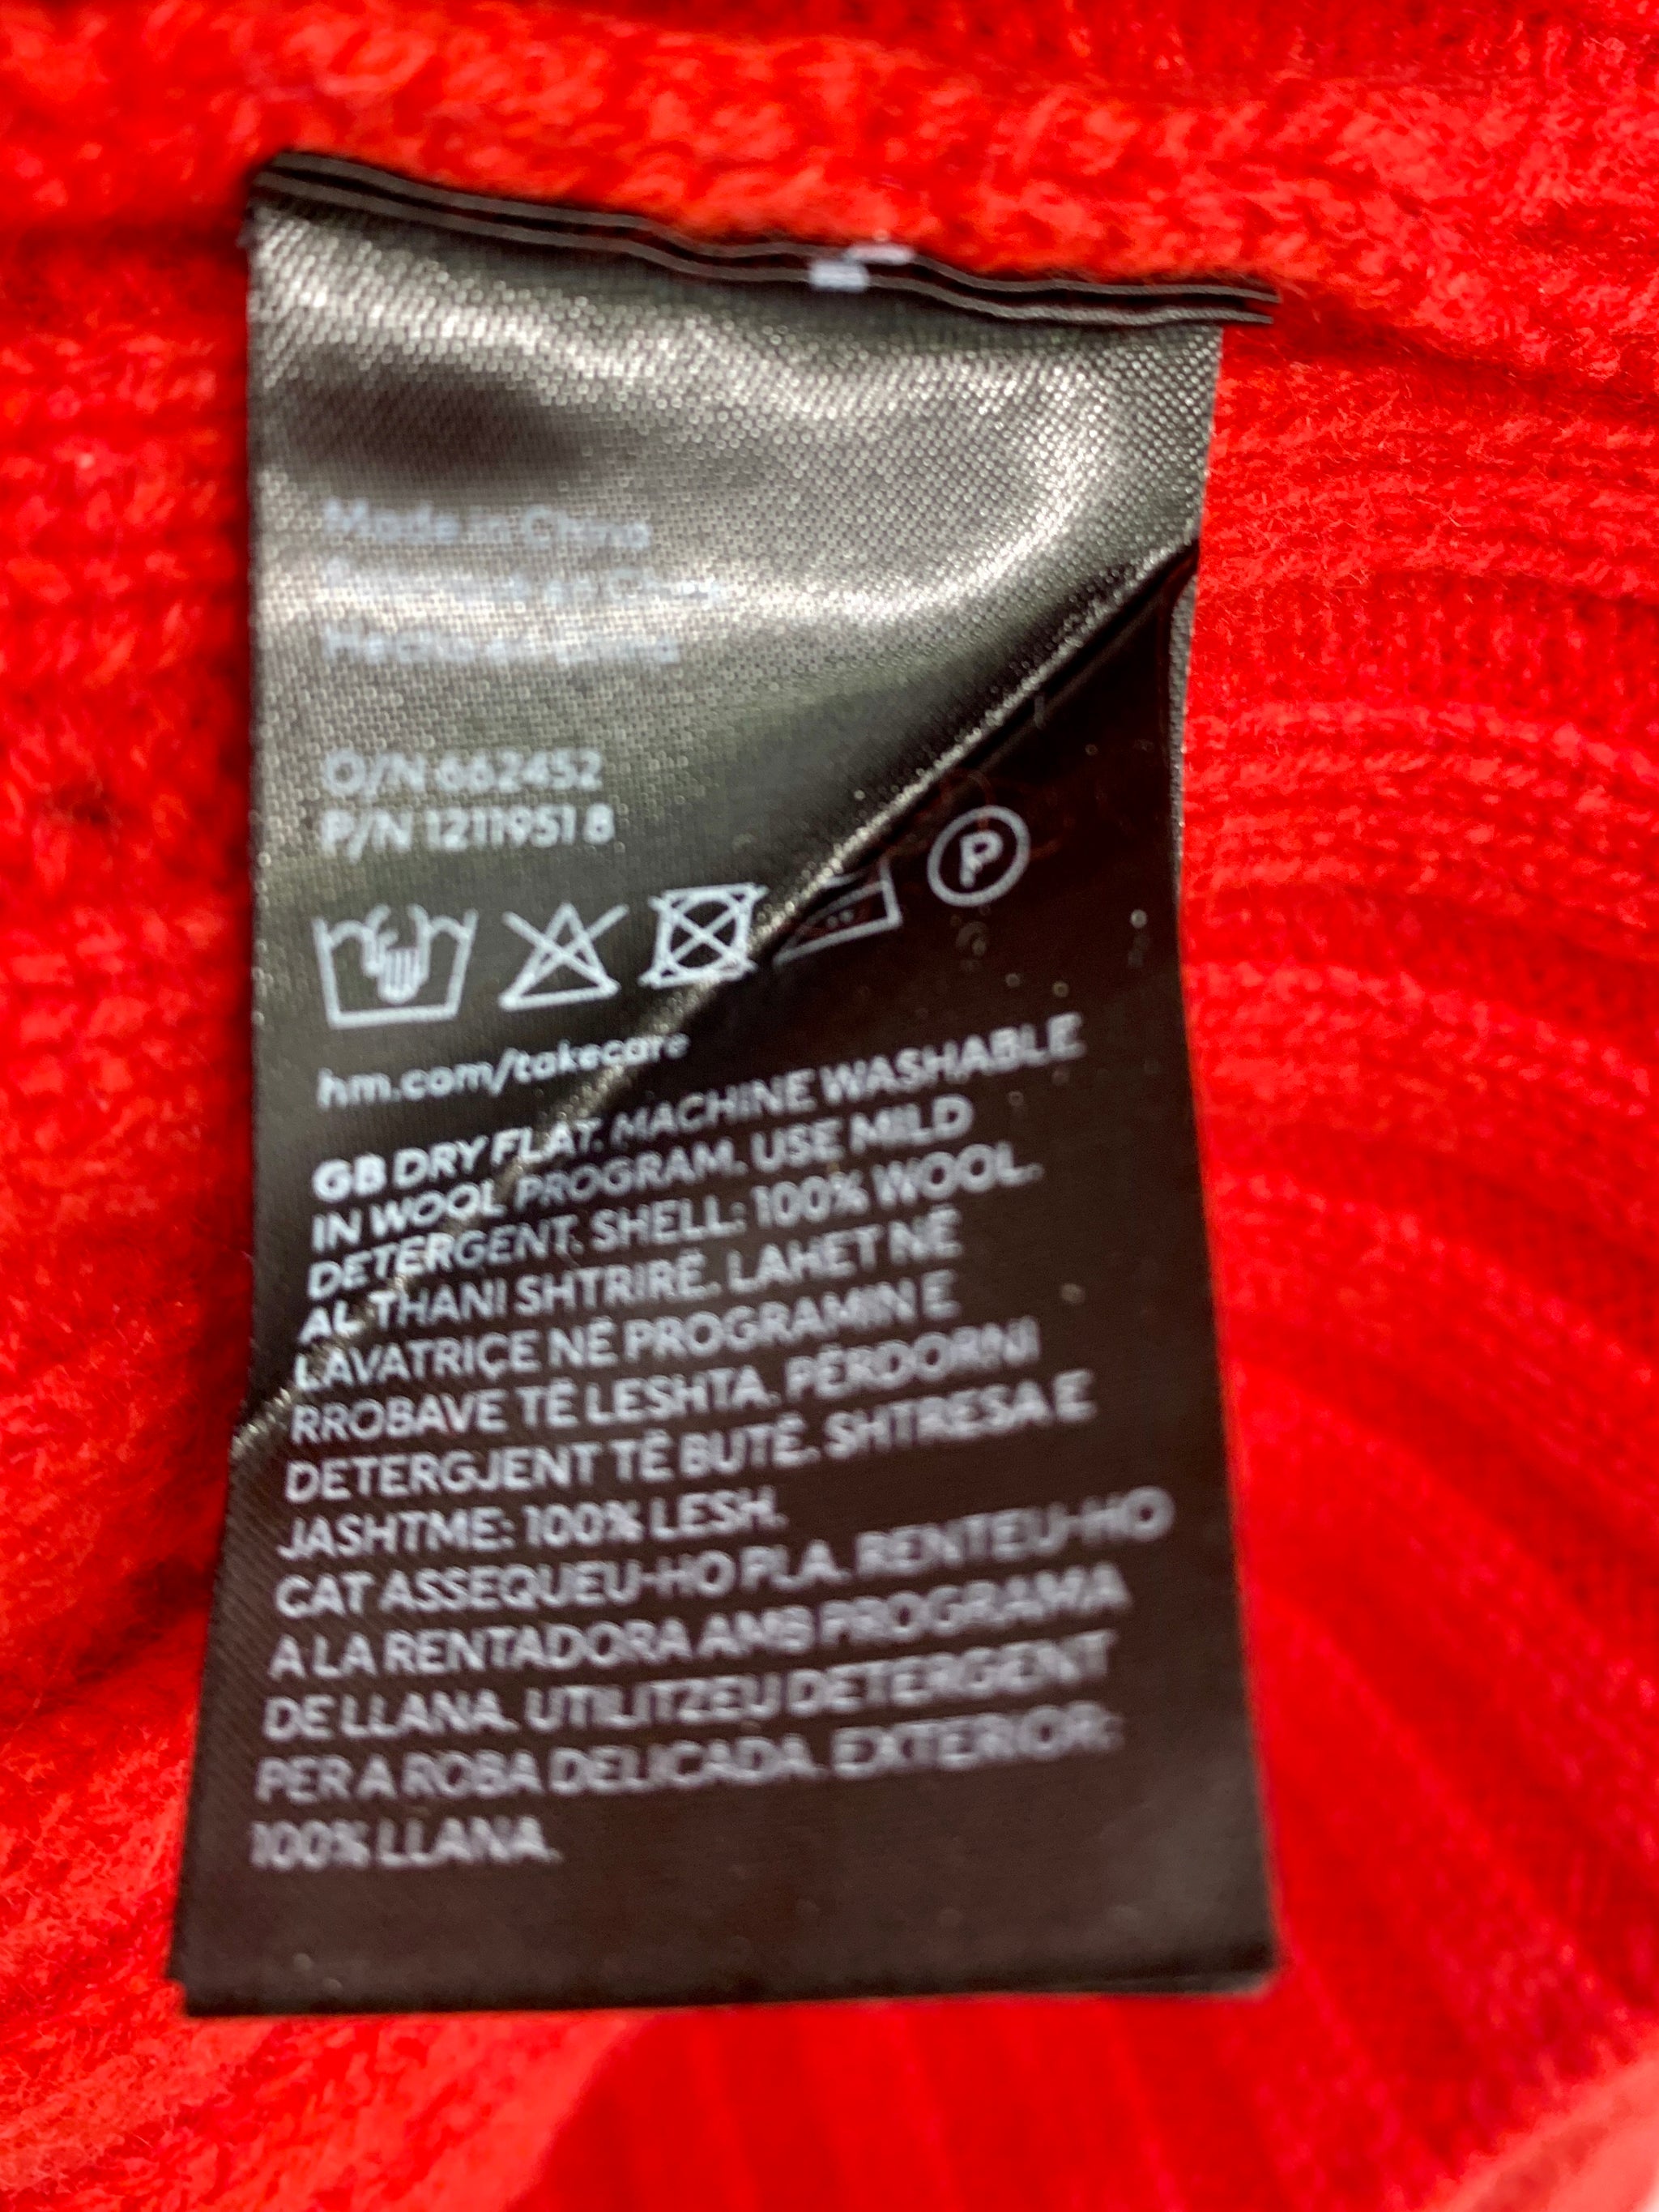 Made in China
O/N 662452
P/N 12111951 8
P
hm.com/takecare
GB DRY FLAT. MACHINE WASHABLE
IN WOOL PROGRAM. USE MILD
DETERGENT. SHELL: 100% WOOL.
AL THANI SHTRIRË. LAHET NË
LAVATRIÇE NË PROGRAMIN E
RROBAVE TË LESHTA. PËRDORNI
DETERGJENT TË BUTË. SHTRESA E
JASHTME: 100% LESH.
CAT ASSEQUEU-HO PLA. RENTEU-HO
A LA RENTADORA AMB PROGRAMA
DE LLANA. UTILITZEU DETERGENT
PER A ROBA DELICADA. EXTERIOR:
100% LLANA.